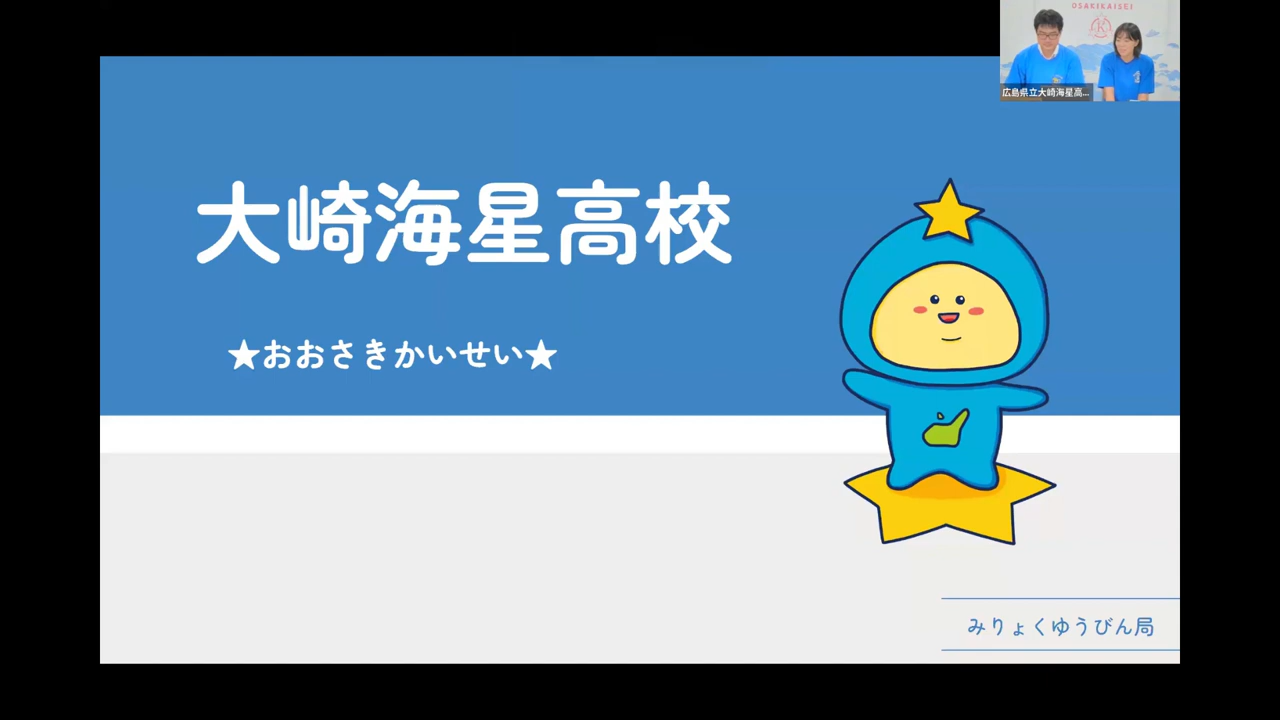 OSAKIKAISEI
K
広島県立大崎海星高...
大崎海星高校
★おおさきかいせい★
みりょくゆうびん局